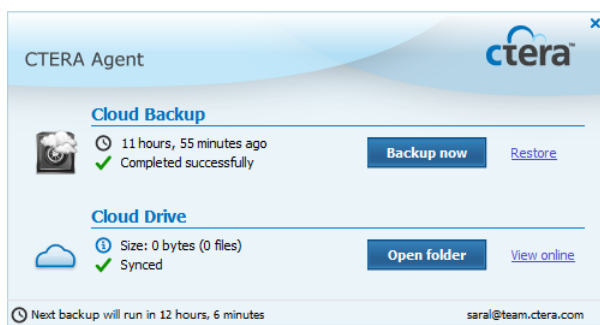 CTERA Agent
ctera™
Cloud Backup
11 hours, 55 minutes ago
Completed successfully
Backup now
Restore
Cloud Drive
Size: 0 bytes (0 files)
Synced
Open folder
View online
Next backup will run in 12 hours, 6 minutes
saral@team.ctera.com